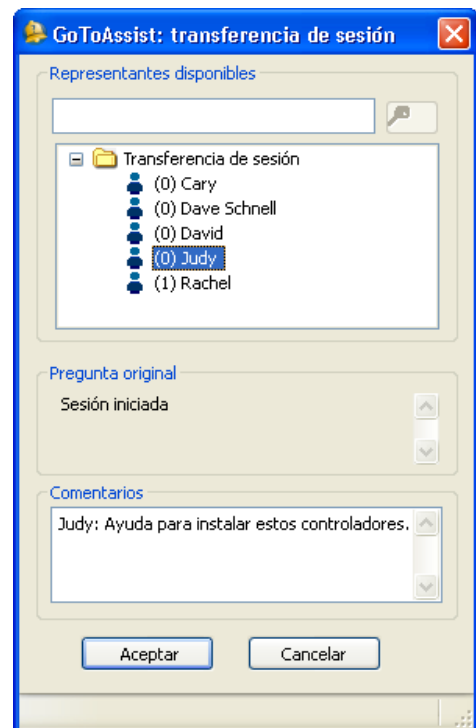 GoToAssist: transferencia de sesión
Representantes disponibles
Transferencia de sesión
(0) Cary
(0) Dave Schnell
(0) David
(0) Judy
(1) Rachel
Pregunta original
Sesión iniciada
Comentarios
Judy: Ayuda para instalar estos controladores.
Aceptar
Cancelar